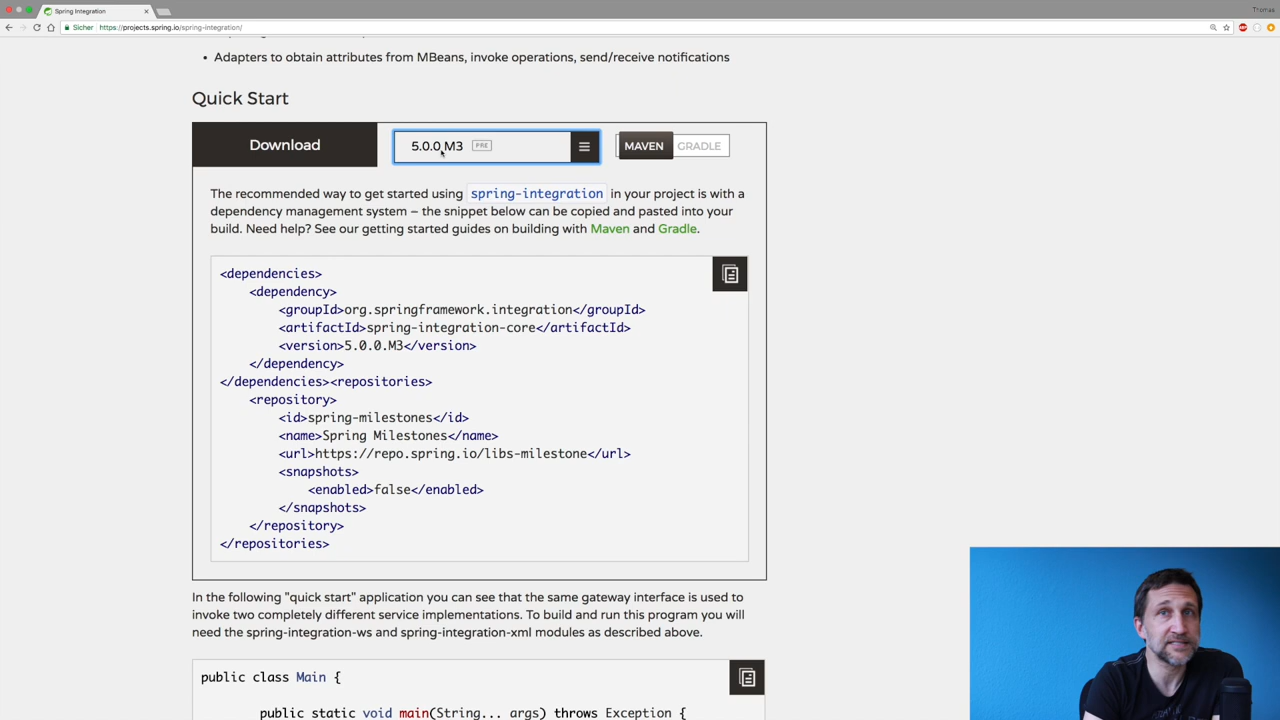 Spring Integration
Thomas
Sicher https://projects.spring.io/spring-integration/
Adapters to obtain attributes from MBeans, invoke operations, send/receive notifications
Quick Start
Download
5.0.0 M3 PRE
MAVEN GRADLE
The recommended way to get started using spring-integration in your project is with a
dependency management system – the snippet below can be copied and pasted into your
build. Need help? See our getting started guides on building with Maven and Gradle.
<dependencies>
<dependency>
<groupId>org.springframework.integration</groupId>
<artifactId>spring-integration-core</artifactId>
<version>5.0.0.M3</version>
</dependency>
</dependencies><repositories>
<repository>
<id>spring-milestones</id>
<name>Spring Milestones</name>
<url>https://repo.spring.io/libs-milestone</url>
<snapshots>
<enabled>false</enabled>
</snapshots>
</repository>
</repositories>
In the following "quick start" application you can see that the same gateway interface is used to
invoke two completely different service implementations. To build and run this program you will
need the spring-integration-ws and spring-integration-xml modules as described above.
public class Main {
public static void main(String... args) throws Exception {